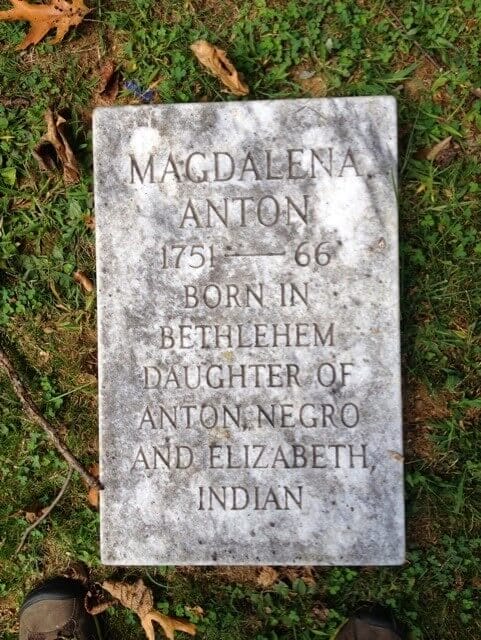 MAGDALENA
ANTON
1751 — 66
BORN IN
BETHLEHEM
DAUGHTER OF
ANTON, NEGRO
AND ELIZABETH,
INDIAN